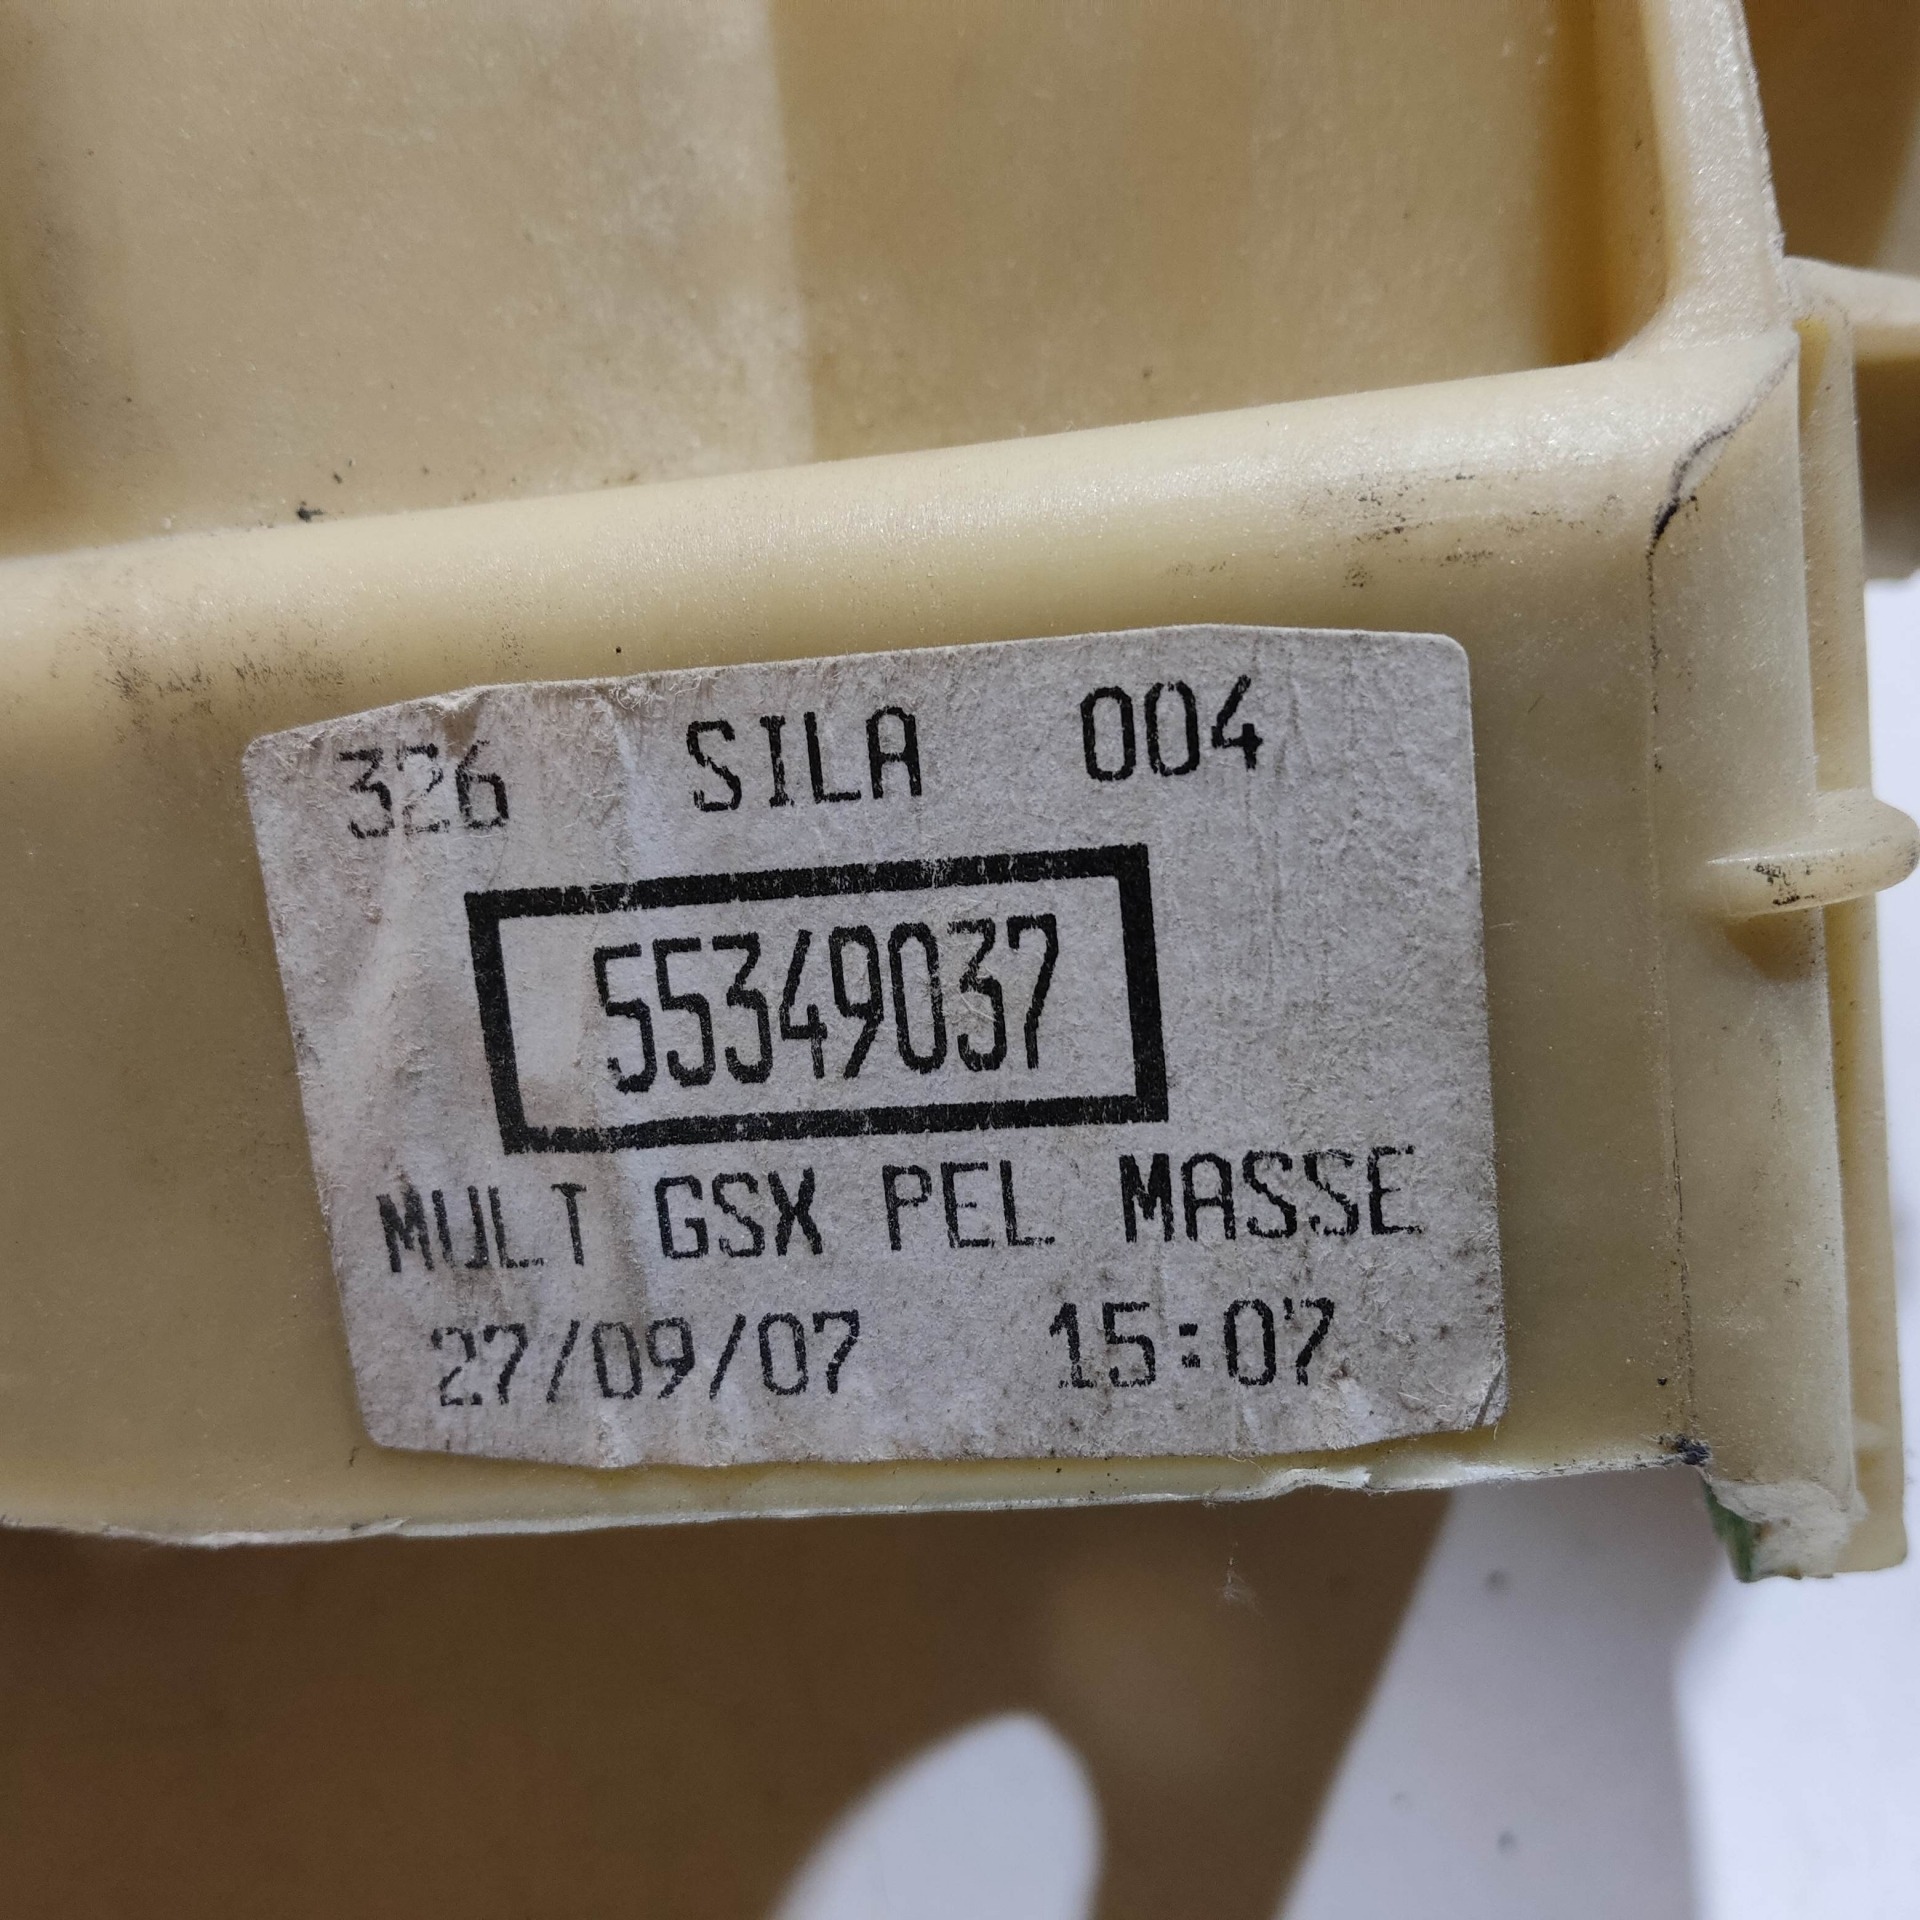 326 SILA 004
55349037
MULT GSX PEL MASSE
27/09/07 15:07